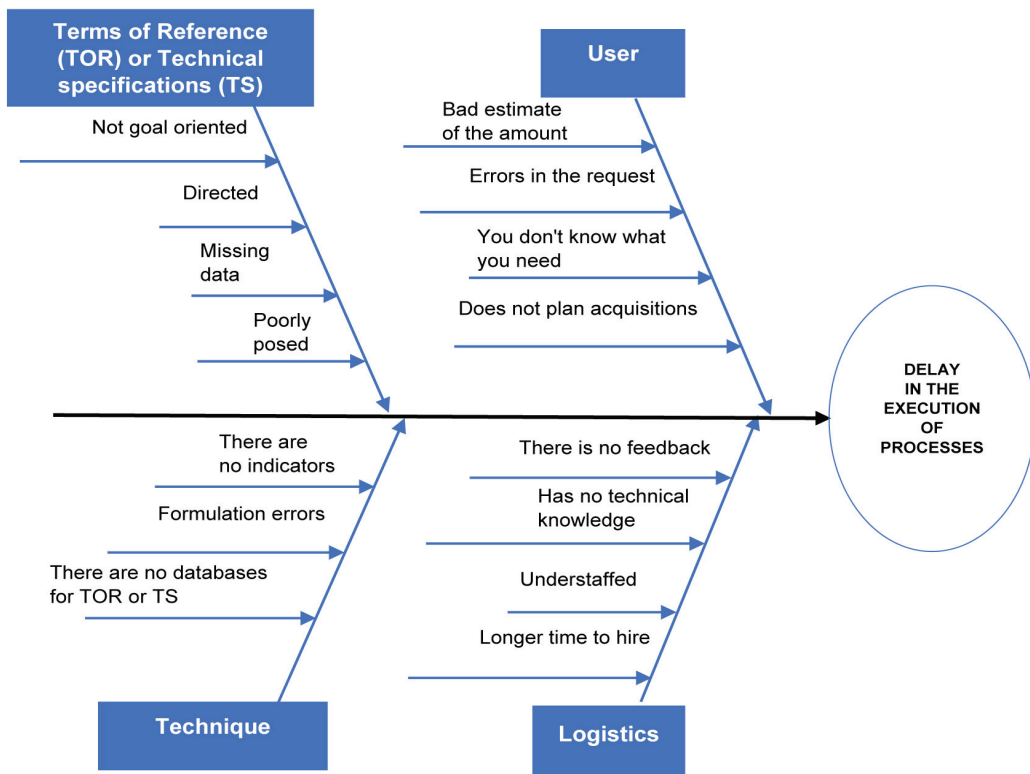 Terms of Reference
(TOR) or Technical
specifications (TS)
User
Not goal oriented
Directed
Missing
data
Poorly
posed
Bad estimate
of the amount
Errors in the request
You don't know what
you need
Does not plan acquisitions
DELAY
IN THE
EXECUTION
OF
PROCESSES
There are
no indicators
Formulation errors
There are no databases
for TOR or TS
There is no feedback
Has no technical
knowledge
Understaffed
Longer time to hire
Technique
Logistics